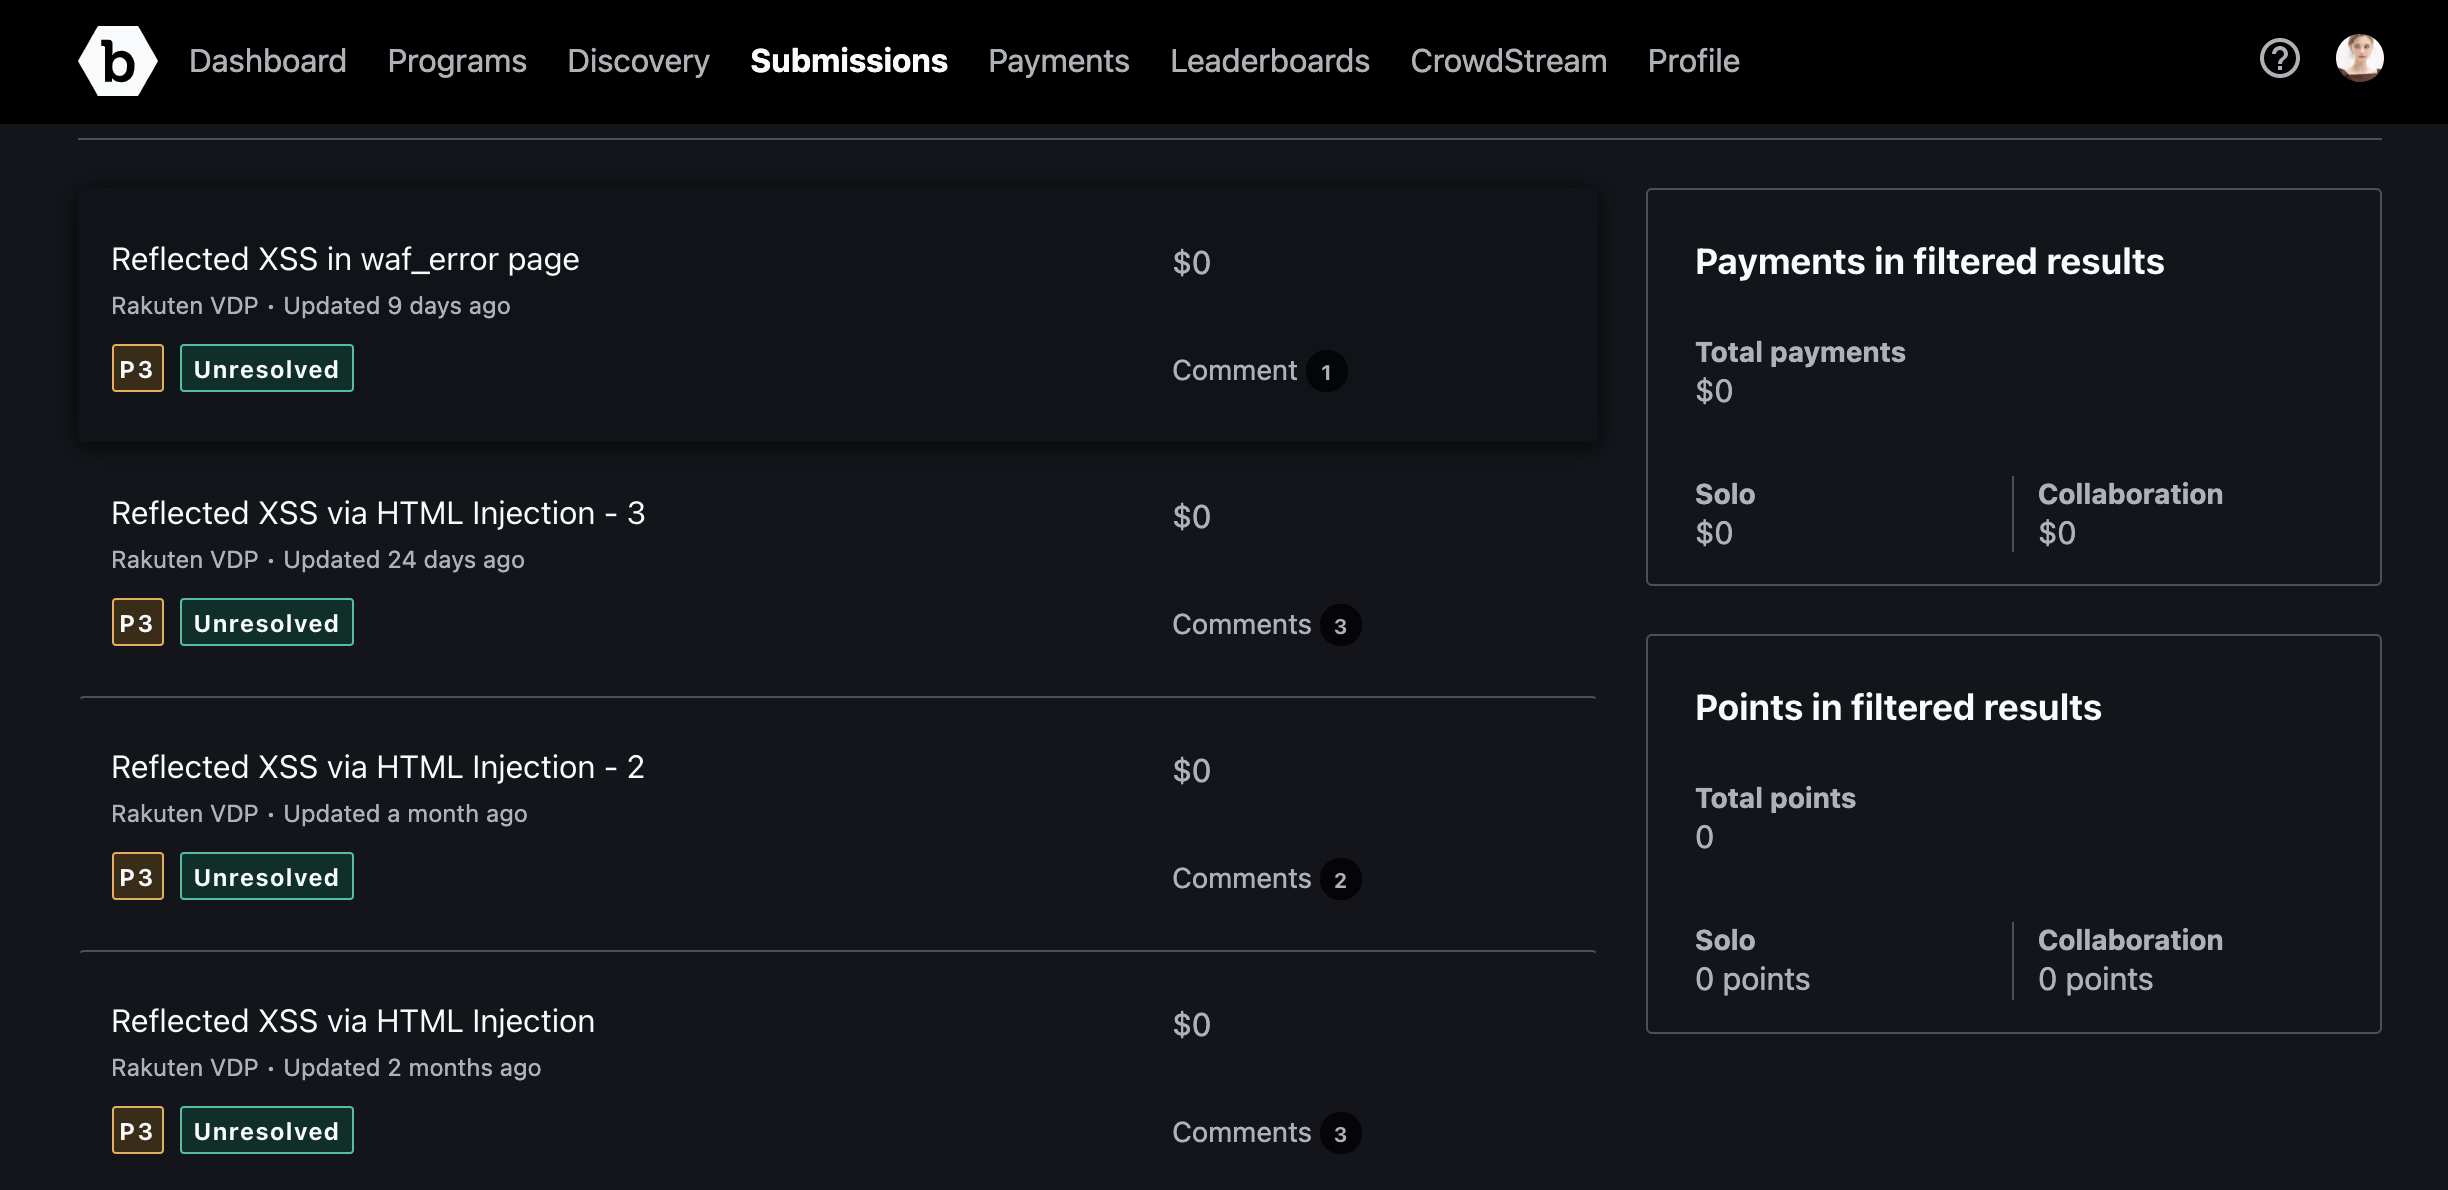 b Dashboard Programs Discovery Submissions Payments Leaderboards CrowdStream Profile ?
Reflected XSS in waf_error page
$0
Rakuten VDP • Updated 9 days ago
P3 Unresolved
Comment 1
Reflected XSS via HTML Injection - 3
$0
Rakuten VDP • Updated 24 days ago
P3 Unresolved
Comments 3
Reflected XSS via HTML Injection - 2
$0
Rakuten VDP • Updated a month ago
P3 Unresolved
Comments 2
Reflected XSS via HTML Injection
$0
Rakuten VDP • Updated 2 months ago
P3 Unresolved
Comments 3
Payments in filtered results
Total payments
$0
Solo
$0
Collaboration
$0
Points in filtered results
Total points
0
Solo
0 points
Collaboration
0 points